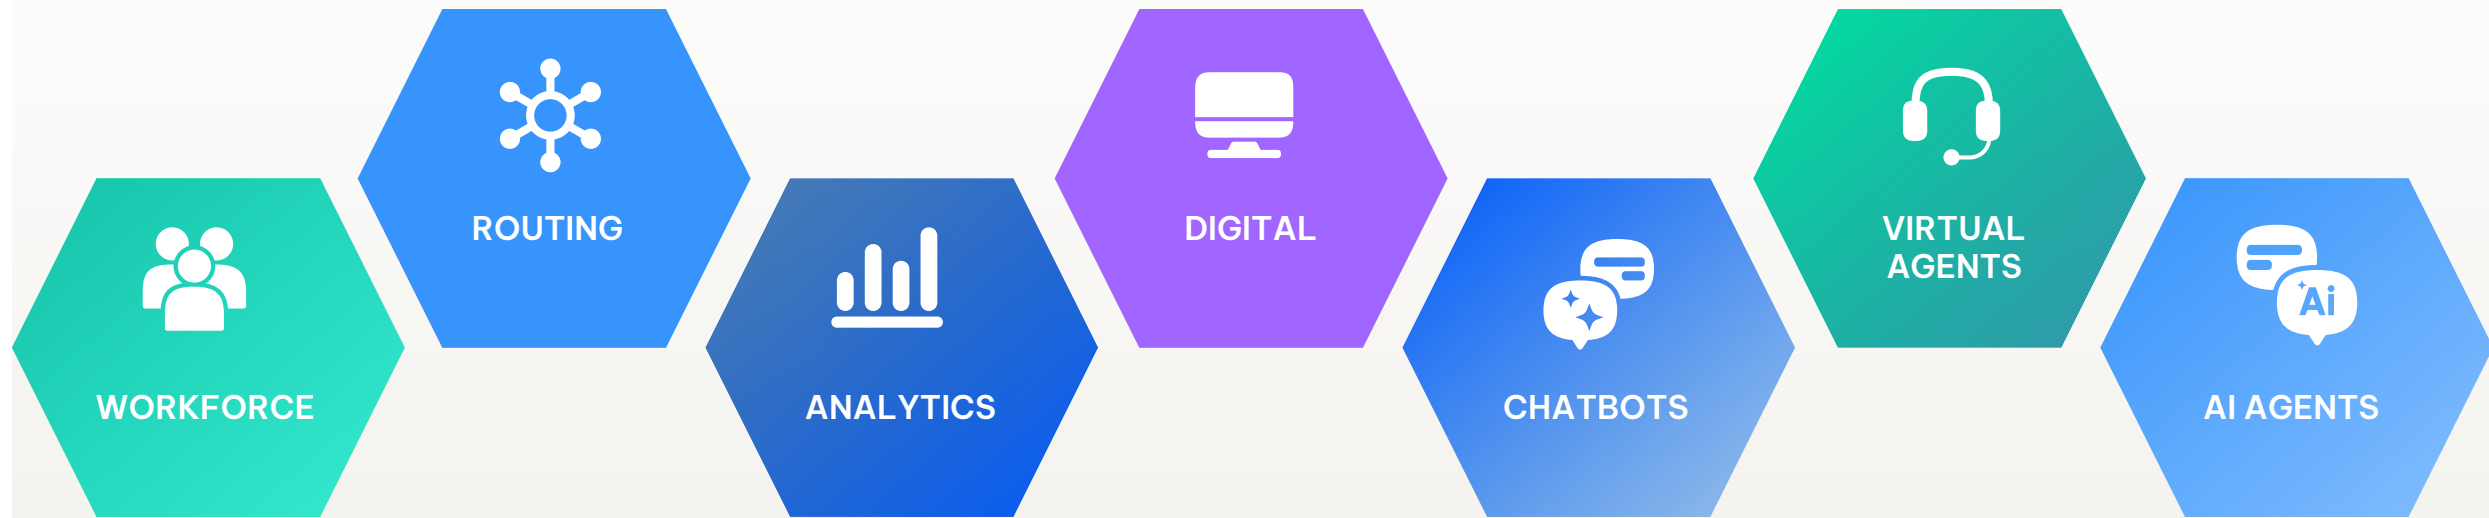 WORKFORCE
ROUTING
ANALYTICS
DIGITAL
CHATBOTS
VIRTUAL
AGENTS
Ai
AI AGENTS